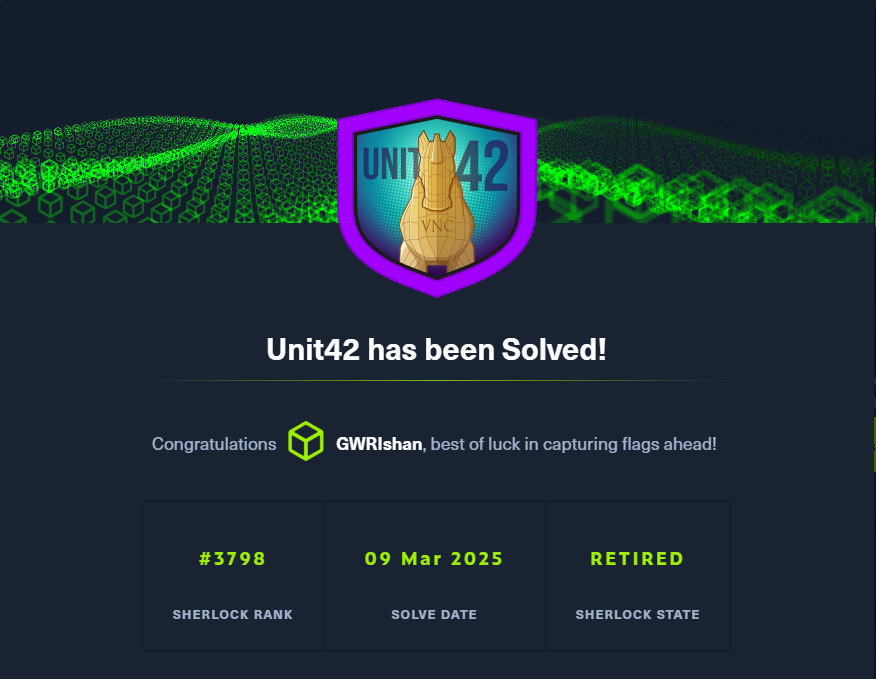 UNIT 42
VNC
Unit42 has been Solved!
Congratulations GWRIshan, best of luck in capturing flags ahead!
#3798 09 Mar 2025 RETIRED
SHERLOCK RANK SOLVE DATE SHERLOCK STATE